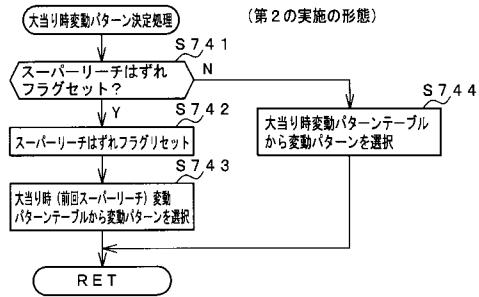 大当り時変動パターン決定処理
(第2の実施の形態)
S741
スーパーリーチはずれ
フラグセット?
N
Y
S742
スーパーリーチはずれフラグリセット
S744
大当り時変動パターンテーブル
から変動パターンを選択
S743
大当り時(前回スーパーリーチ)変動
パターンテーブルから変動パターンを選択
RET